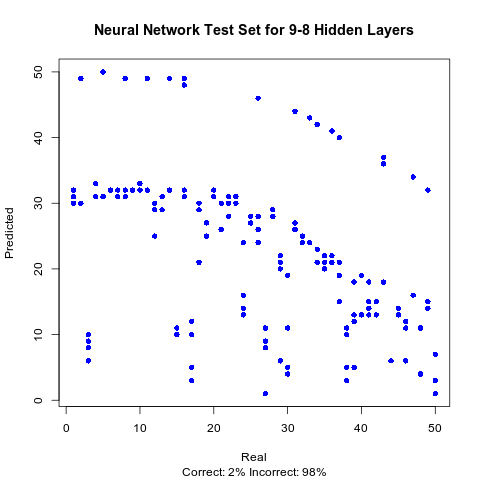 Neural Network Test Set for 9-8 Hidden Layers
Predicted
50
40
30
20
10
0
0 10 20 30 40 50
Real
Correct: 2% Incorrect: 98%